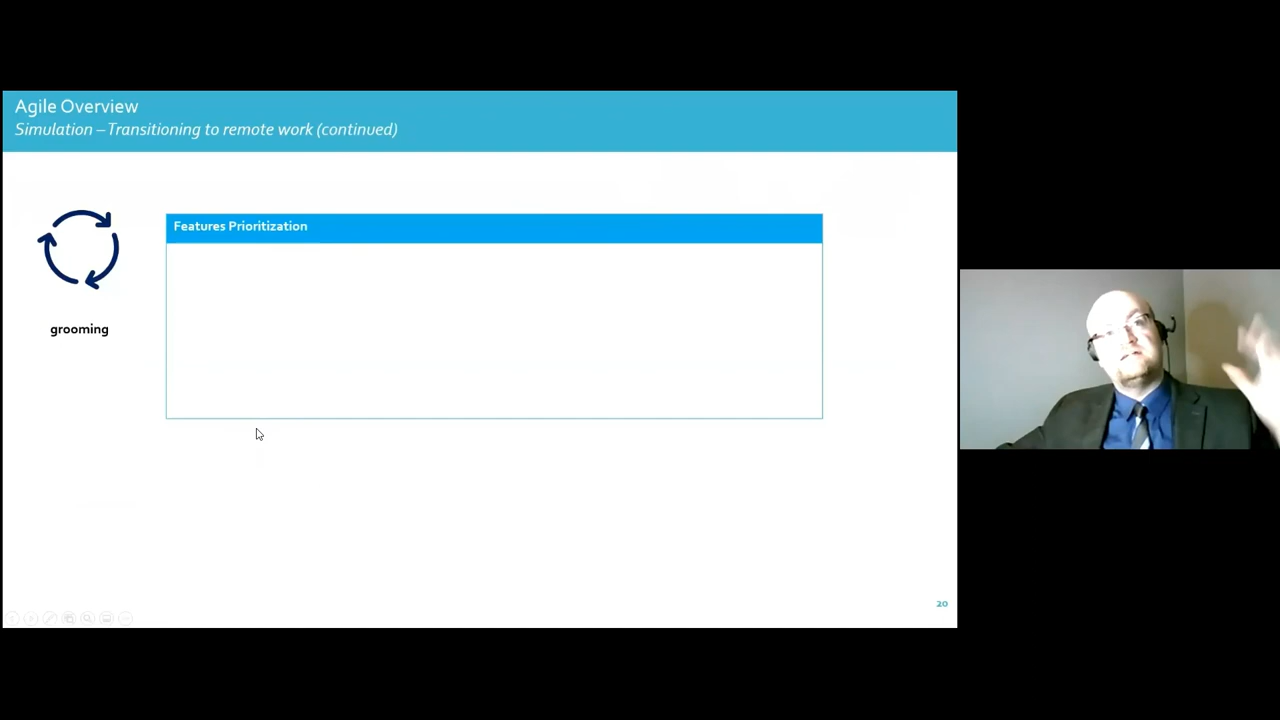 Agile Overview
Simulation – Transitioning to remote work (continued)
Features Prioritization
grooming
20